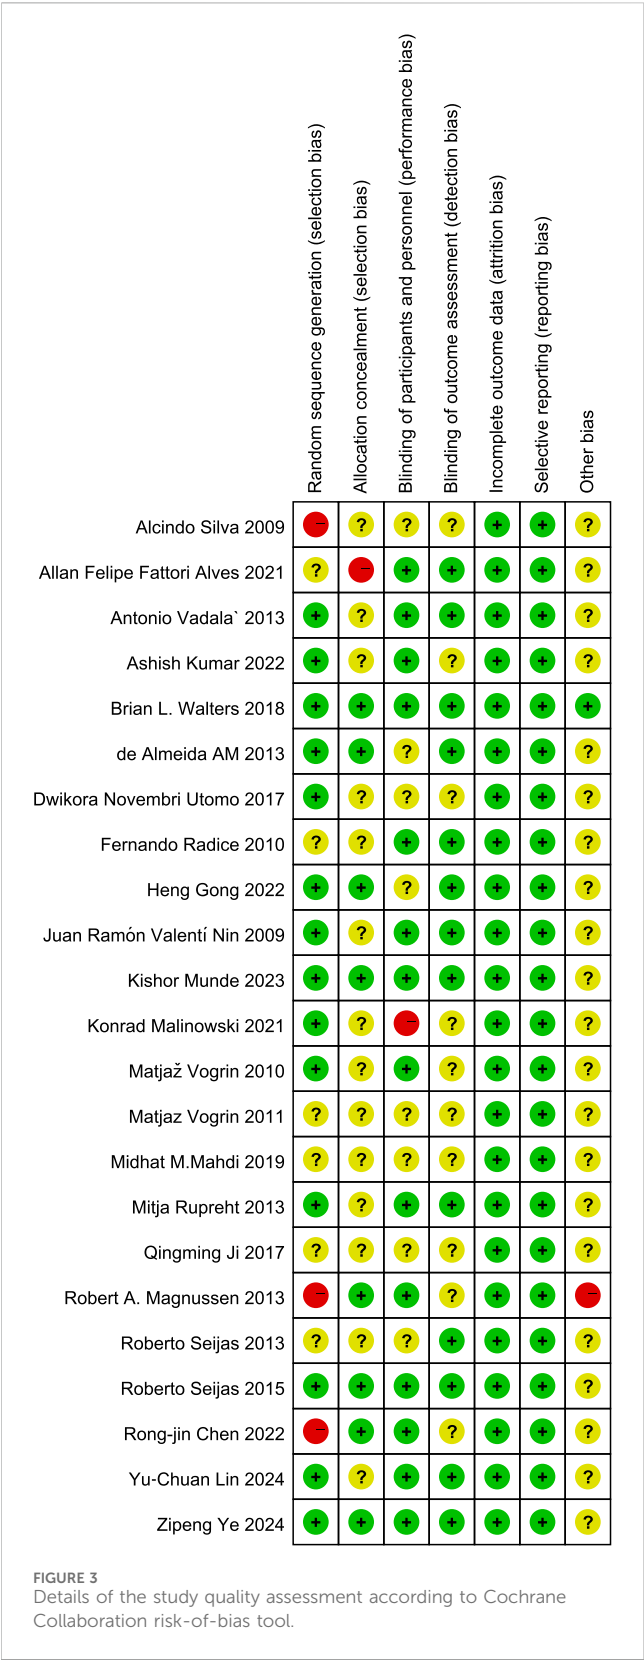 Random sequence generation (selection bias)
Allocation concealment (selection bias)
Blinding of participants and personnel (performance bias)
Blinding of outcome assessment (detection bias)
Incomplete outcome data (attrition bias)
Selective reporting (reporting bias)
Other bias
Alcindo Silva 2009 – ? ? ? + + ?
Allan Felipe Fattori Alves 2021 ? – + + + + ?
Antonio Vadala` 2013 + ? + + + + ?
Ashish Kumar 2022 + ? + ? + + ?
Brian L. Walters 2018 + + + + + + +
de Almeida AM 2013 + + ? + + + ?
Dwikora Novembri Utomo 2017 + ? ? ? + + ?
Fernando Radice 2010 ? ? + + + + ?
Heng Gong 2022 + + ? + + + ?
Juan Ramón Valentí Nin 2009 + ? + + + + ?
Kishor Munde 2023 + + + + + + ?
Konrad Malinowski 2021 + ? – ? + + ?
Matjaž Vogrin 2010 + ? + ? + + ?
Matjaz Vogrin 2011 ? ? ? ? + + ?
Midhat M.Mahdi 2019 ? ? ? ? + + ?
Mitja Rupreht 2013 + ? + + + + ?
Qingming Ji 2017 ? ? ? ? + + ?
Robert A. Magnussen 2013 – + + ? + + –
Roberto Seijas 2013 ? ? ? + + + ?
Roberto Seijas 2015 + + + + + + ?
Rong-jin Chen 2022 – + + ? + + ?
Yu-Chuan Lin 2024 + ? + + + + ?
Zipeng Ye 2024 + + + + + + ?
FIGURE 3
Details of the study quality assessment according to Cochrane
Collaboration risk-of-bias tool.